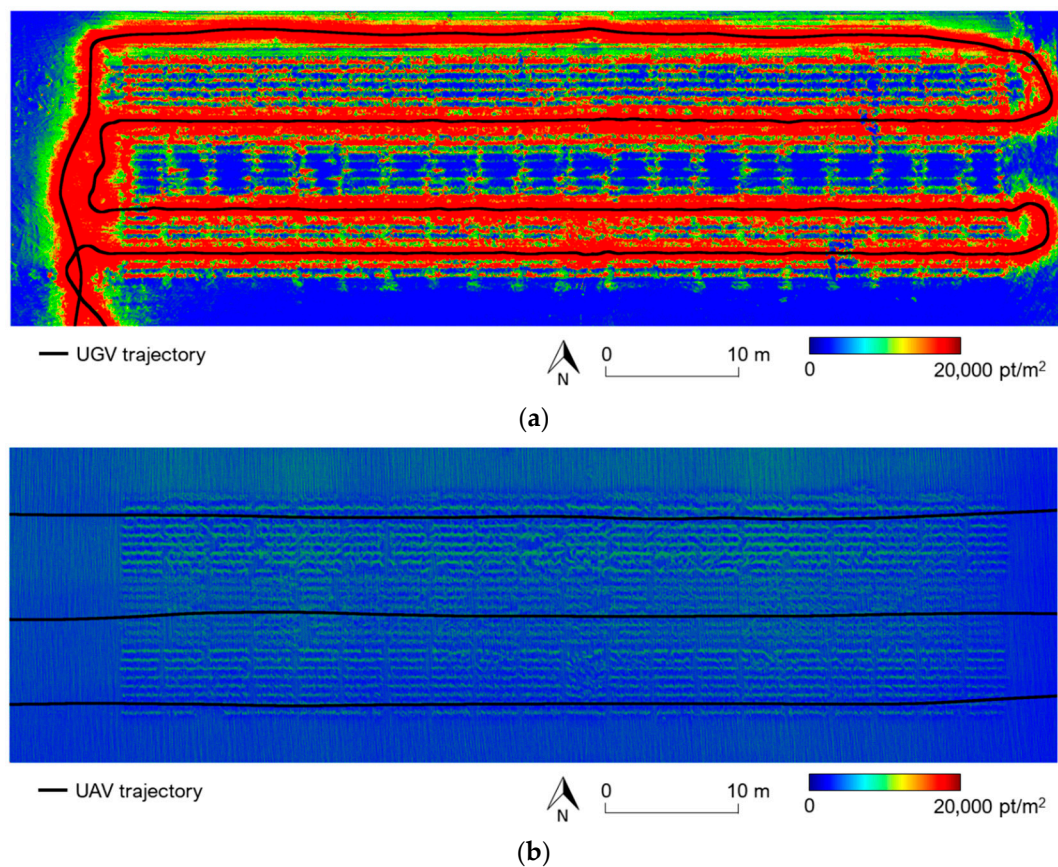 UGV trajectory
N
0 10 m
0 20,000 pt/m²
(a)
UAV trajectory
N
0 10 m
0 20,000 pt/m²
(b)